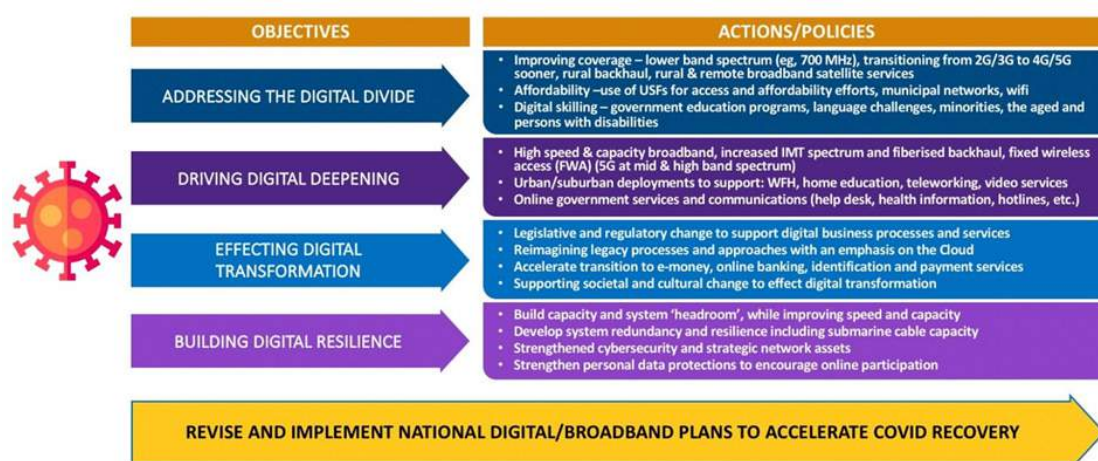 OBJECTIVES
ACTIONS/POLICIES
ADDRESSING THE DIGITAL DIVIDE
• Improving coverage – lower band spectrum (eg, 700 MHz), transitioning from 2G/3G to 4G/5G
sooner, rural backhaul, rural & remote broadband satellite services
• Affordability –use of USFs for access and affordability efforts, municipal networks, wifi
• Digital skilling – government education programs, language challenges, minorities, the aged and
persons with disabilities
DRIVING DIGITAL DEEPENING
• High speed & capacity broadband, increased IMT spectrum and fiberised backhaul, fixed wireless
access (FWA) (5G at mid & high band spectrum)
• Urban/suburban deployments to support: WFH, home education, teleworking, video services
• Online government services and communications (help desk, health information, hotlines, etc.)
EFFECTING DIGITAL
TRANSFORMATION
• Legislative and regulatory change to support digital business processes and services
• Reimagining legacy processes and approaches with an emphasis on the Cloud
• Accelerate transition to e-money, online banking, identification and payment services
• Supporting societal and cultural change to effect digital transformation
BUILDING DIGITAL RESILIENCE
• Build capacity and system 'headroom', while improving speed and capacity
• Develop system redundancy and resilience including submarine cable capacity
• Strengthened cybersecurity and strategic network assets
• Strengthen personal data protections to encourage online participation
REVISE AND IMPLEMENT NATIONAL DIGITAL/BROADBAND PLANS TO ACCELERATE COVID RECOVERY